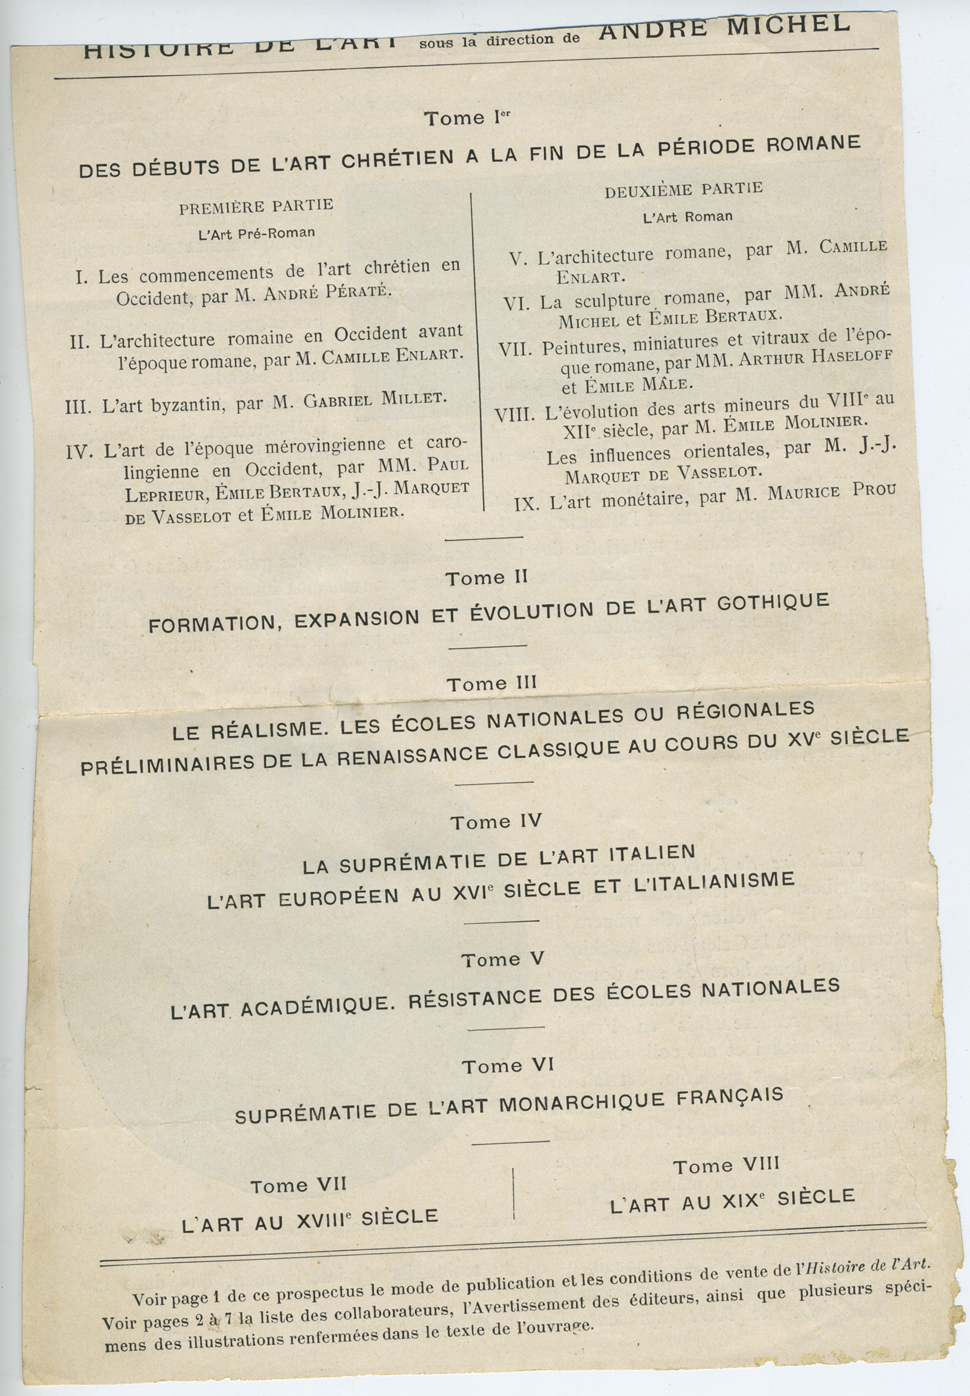 HISTOIRE DE L'ART sous la direction de ANDRÉ MICHEL
Tome Ier
DES DÉBUTS DE L'ART CHRÉTIEN A LA FIN DE LA PÉRIODE ROMANE
PREMIÈRE PARTIE
L'Art Pré-Roman
I. Les commencements de l'art chrétien en
Occident, par M. ANDRÉ PÉRATÉ.
II. L'architecture romaine en Occident avant
l'époque romane, par M. CAMILLE ENLART.
III. L'art byzantin, par M. GABRIEL MILLET.
IV. L'art de l'époque mérovingienne et caro-
lingienne en Occident, par MM. PAUL
LEPRIEUR, ÉMILE BERTAUX, J.-J. MARQUET
DE VASSELOT et ÉMILE MOLINIER.
DEUXIÈME PARTIE
L'Art Roman
V. L'architecture romane, par M. CAMILLE
ENLART.
VI. La sculpture romane, par MM. ANDRÉ
MICHEL et ÉMILE BERTAUX.
VII. Peintures, miniatures et vitraux de l'épo-
que romane, par MM. ARTHUR HASELOFF
et ÉMILE MÂLE.
VIII. L'évolution des arts mineurs du VIIIe au
XIIe siècle, par M. ÉMILE MOLINIER.
Les influences orientales, par M. J.-J.
MARQUET DE VASSELOT.
IX. L'art monétaire, par M. MAURICE PROU
Tome II
FORMATION, EXPANSION ET ÉVOLUTION DE L'ART GOTHIQUE
Tome III
LE RÉALISME. LES ÉCOLES NATIONALES OU RÉGIONALES
PRÉLIMINAIRES DE LA RENAISSANCE CLASSIQUE AU COURS DU XVe SIÈCLE
Tome IV
LA SUPRÉMATIE DE L'ART ITALIEN
L'ART EUROPÉEN AU XVIe SIÈCLE ET L'ITALIANISME
Tome V
L'ART ACADÉMIQUE. RÉSISTANCE DES ÉCOLES NATIONALES
Tome VI
SUPRÉMATIE DE L'ART MONARCHIQUE FRANÇAIS
Tome VII
L'ART AU XVIIIe SIÈCLE
Tome VIII
L'ART AU XIXe SIÈCLE
Voir page 1 de ce prospectus le mode de publication et les conditions de vente de l'Histoire de l'Art.
Voir pages 2 à 7 la liste des collaborateurs, l'Avertissement des éditeurs, ainsi que plusieurs spéci-
mens des illustrations renfermées dans le texte de l'ouvrage.